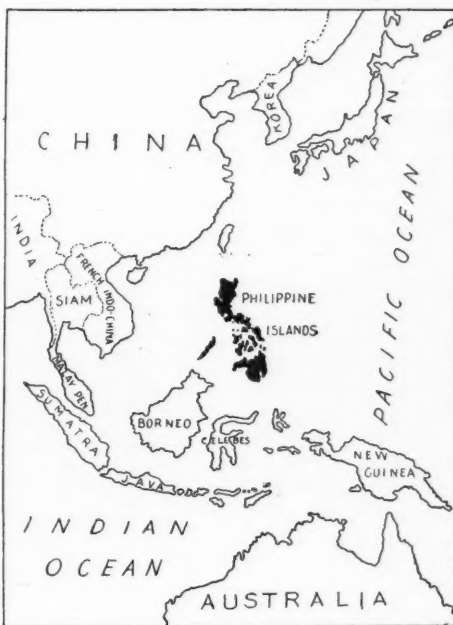 CHINA
KOREA
JAPAN
INDIA
FRENCH INDO-CHINA
SIAM
PHILIPPINE
ISLANDS
PACIFIC OCEAN
MALAY PEN.
SUMATRA
BORNEO
CELEBES
JAVA
NEW
GUINEA
INDIAN
OCEAN
AUSTRALIA